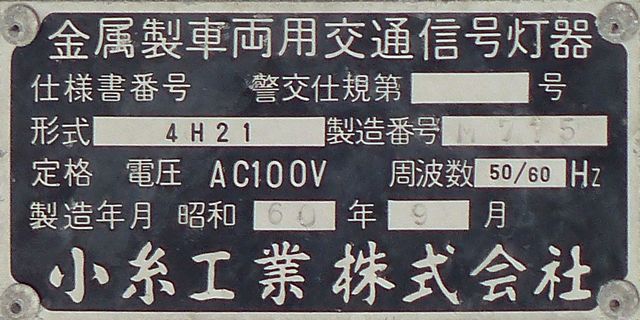 金属製車両用交通信号灯器
仕様書番号 警交仕規第 号
形式 4H21 製造番号 M715
定格 電圧 AC100V 周波数 50/60 Hz
製造年月 昭和 60 年 9 月
小糸工業株式会社